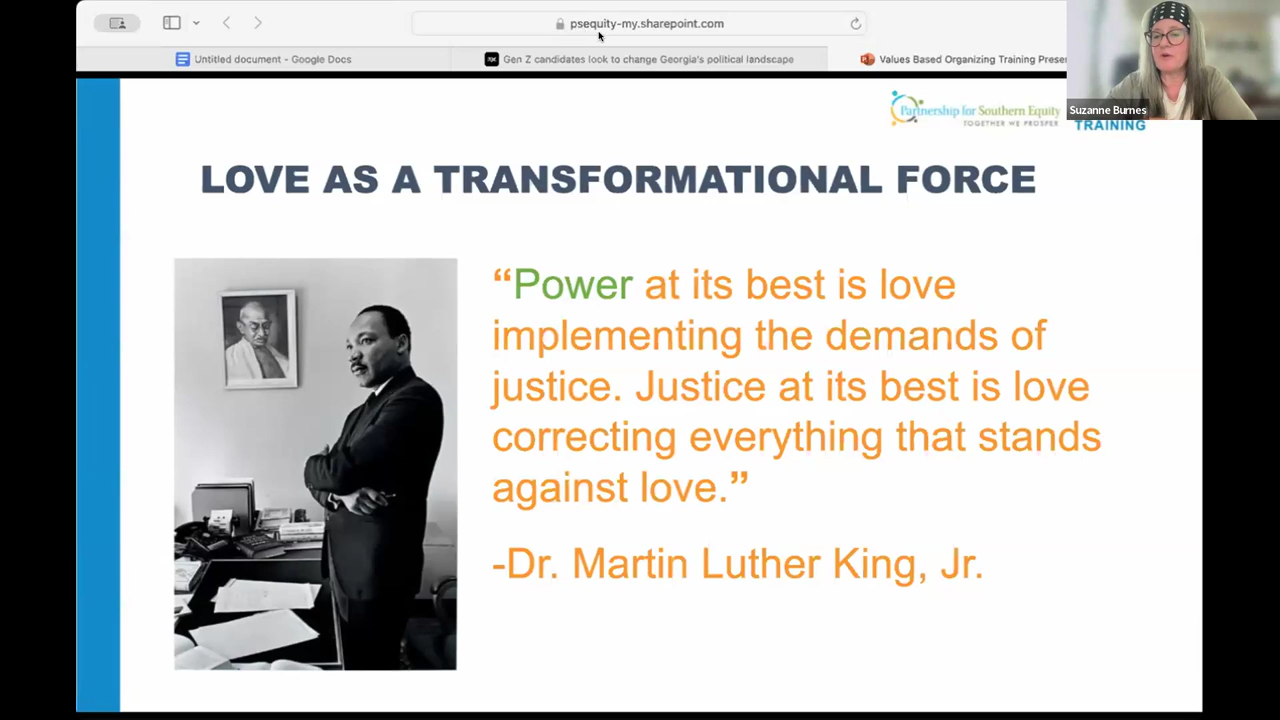 psequity-my.sharepoint.com
Untitled document - Google Docs
Gen Z candidates look to change Georgia's political landscape
Values Based Organizing Training Prese
Suzanne Burnes
Partnership for Southern Equity
TOGETHER WE PROSPER
TRAINING
LOVE AS A TRANSFORMATIONAL FORCE
“Power at its best is love
implementing the demands of
justice. Justice at its best is love
correcting everything that stands
against love.”
-Dr. Martin Luther King, Jr.